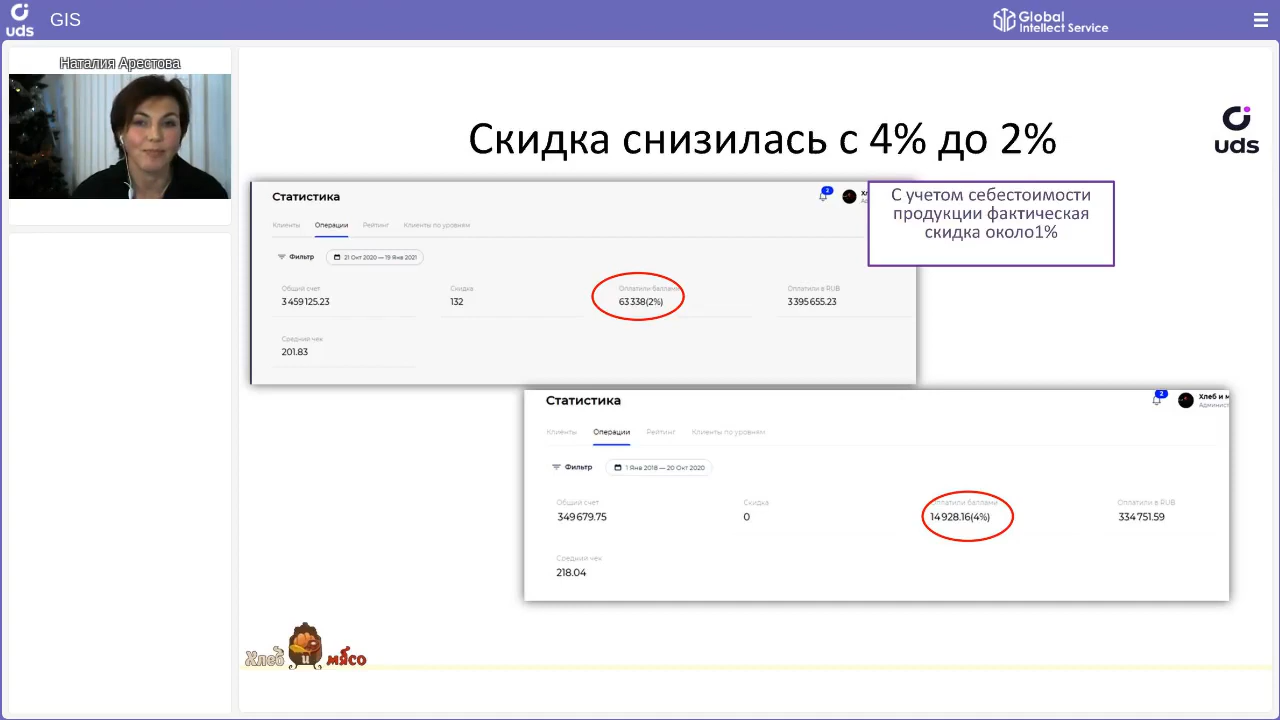 uds
GIS
Global
Intellect Service
Наталия Арестова
Скидка снизилась с 4% до 2%
uds
С учетом себестоимости
продукции фактическая
скидка около1%
Статистика
2
Клиенты Операции Рейтинг Клиенты по уровням
Фильтр 21 Окт 2020 — 19 Янв 2021
Общий счет Скидка Оплатили баллами Оплатили в RUB
3 459 125.23 132 63 338(2%) 3 395 655.23
Средний чек
201.83
Статистика
2 Хлеб и м
Админист
Клиенты Операции Рейтинг Клиенты по уровням
Фильтр 1 Янв 2018 — 20 Окт 2020
Общий счет Скидка Оплатили баллами Оплатили в RUB
349 679.75 0 14 928.16(4%) 334 751.59
Средний чек
218.04
Хлеб и мясо